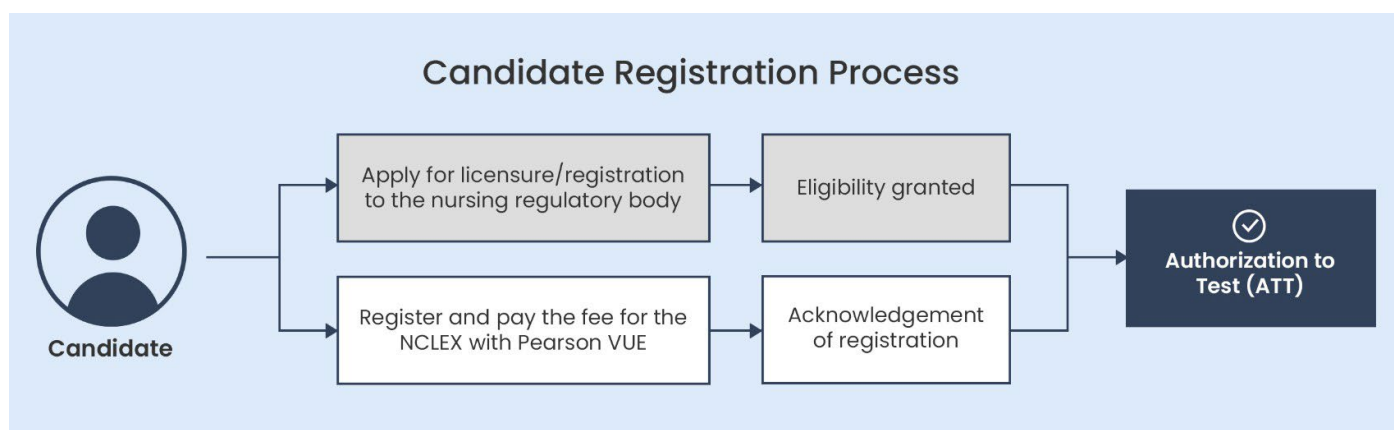 Candidate Registration Process
Apply for licensure/registration
to the nursing regulatory body
Eligibility granted
Register and pay the fee for the
NCLEX with Pearson VUE
Acknowledgement
of registration
Authorization to
Test (ATT)
Candidate